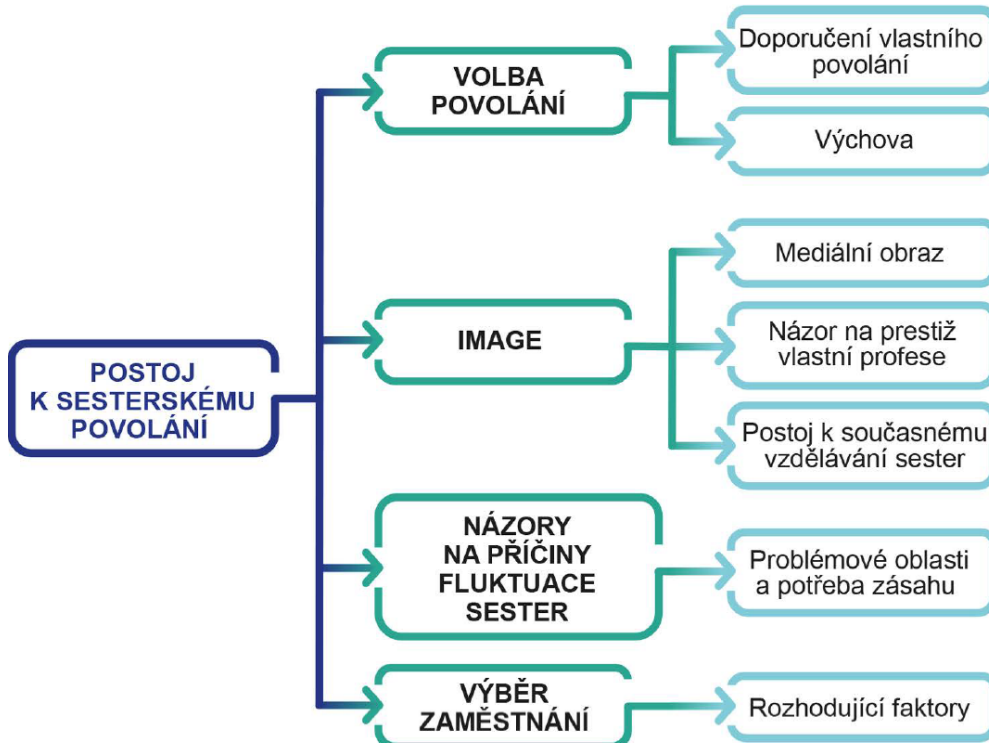 POSTOJ
K SESTERSKÉMU
POVOLÁNÍ
VOLBA
POVOLÁNÍ
Doporučení vlastního
povolání
Výchova
IMAGE
Mediální obraz
Názor na prestiž
vlastní profese
Postoj k současnému
vzdělávání sester
NÁZORY
NA PŘÍČINY
FLUKTUACE
SESTER
Problémové oblasti
a potřeba zásahu
VÝBĚR
ZAMĚSTNÁNÍ
Rozhodující faktory